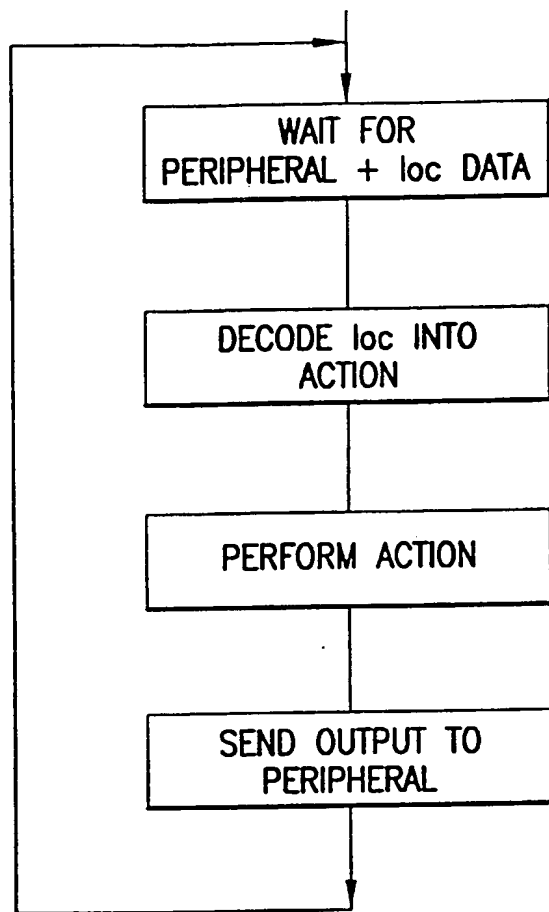 WAIT FOR
PERIPHERAL + loc DATA
DECODE loc INTO
ACTION
PERFORM ACTION
SEND OUTPUT TO
PERIPHERAL